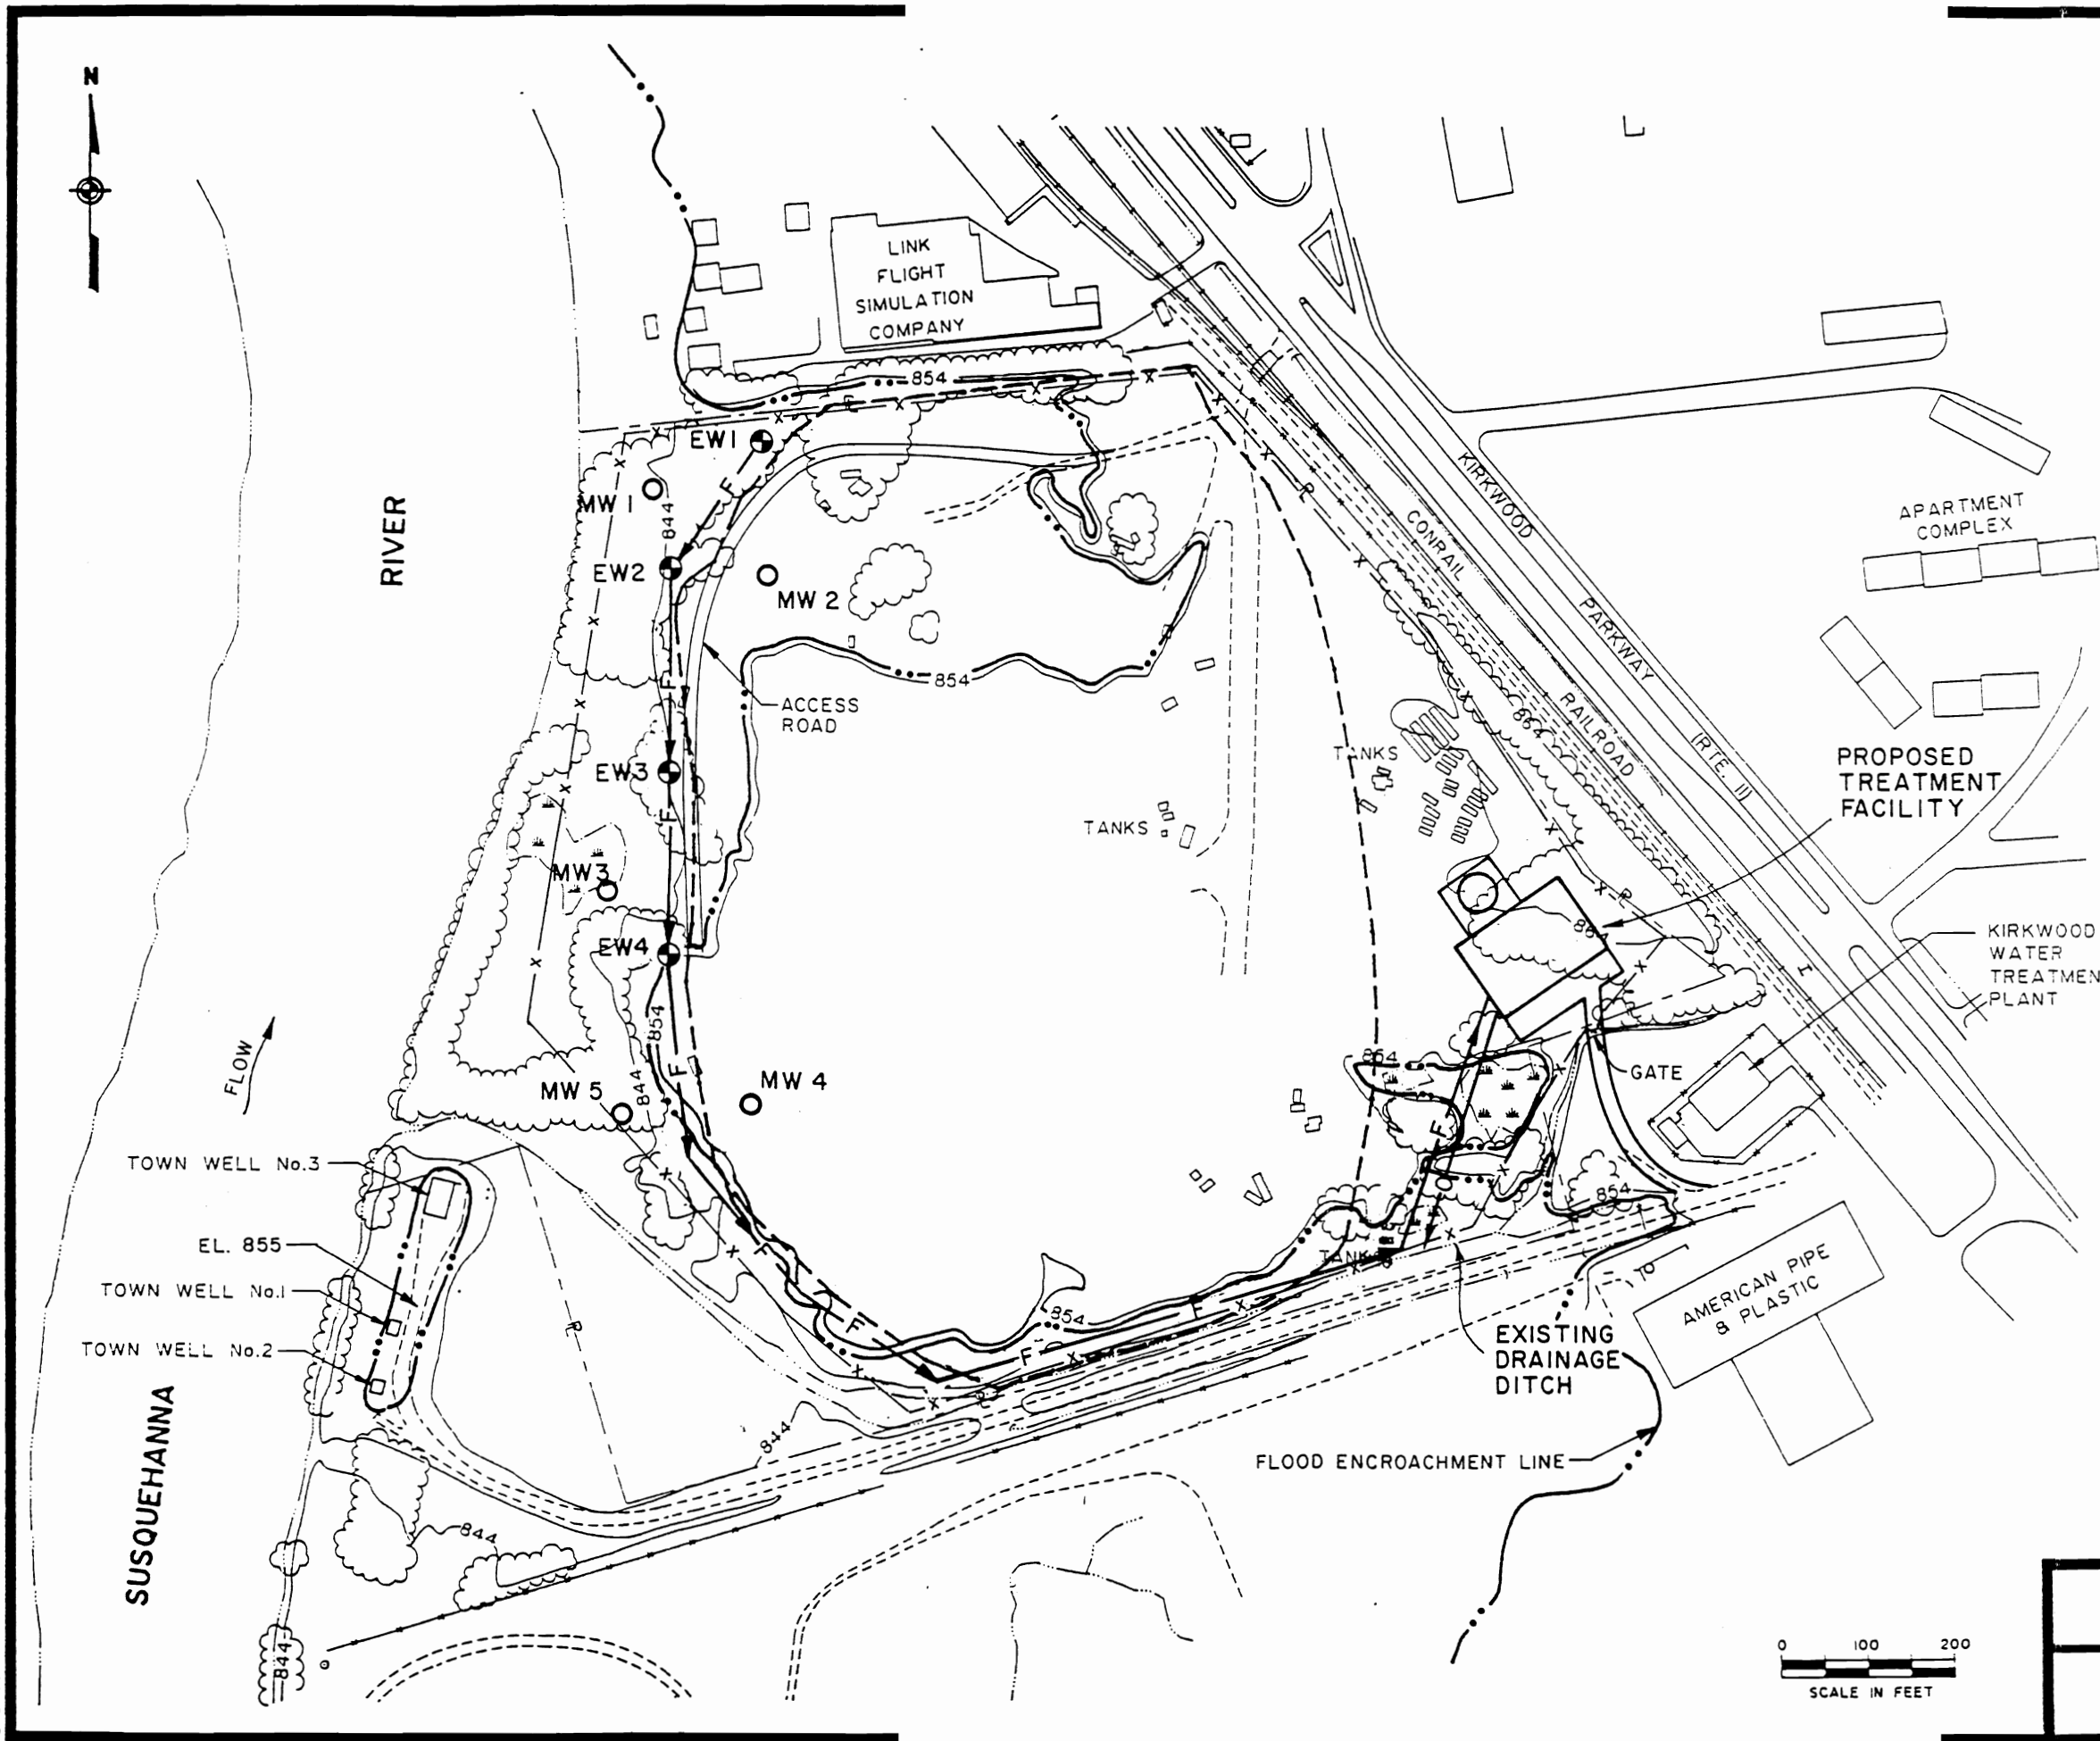 N
LINK
FLIGHT
SIMULATION
COMPANY
854
EW1
MW 1
844
F
EW2
MW 2
RIVER
KIRKWOOD
PARKWAY
(RTE. 11)
CONRAIL
RAILROAD
R
APARTMENT
COMPLEX
854
ACCESS
ROAD
F
864
TANKS
PROPOSED
TREATMENT
FACILITY
EW3
F
TANKS
MW3
R
EW4
864
KIRKWOOD
WATER
TREATMEN
PLANT
854
FLOW
F
844
MW 5
MW 4
864
GATE
F
TOWN WELL No.3
EL. 855
TOWN WELL No.1
TOWN WELL No.2
854
F
TANKS
R
F
854
F
F
R
AMERICAN PIPE
& PLASTIC
EXISTING
DRAINAGE
DITCH
844
FLOOD ENCROACHMENT LINE
SUSQUEHANNA
844
844
0 100 200
SCALE IN FEET